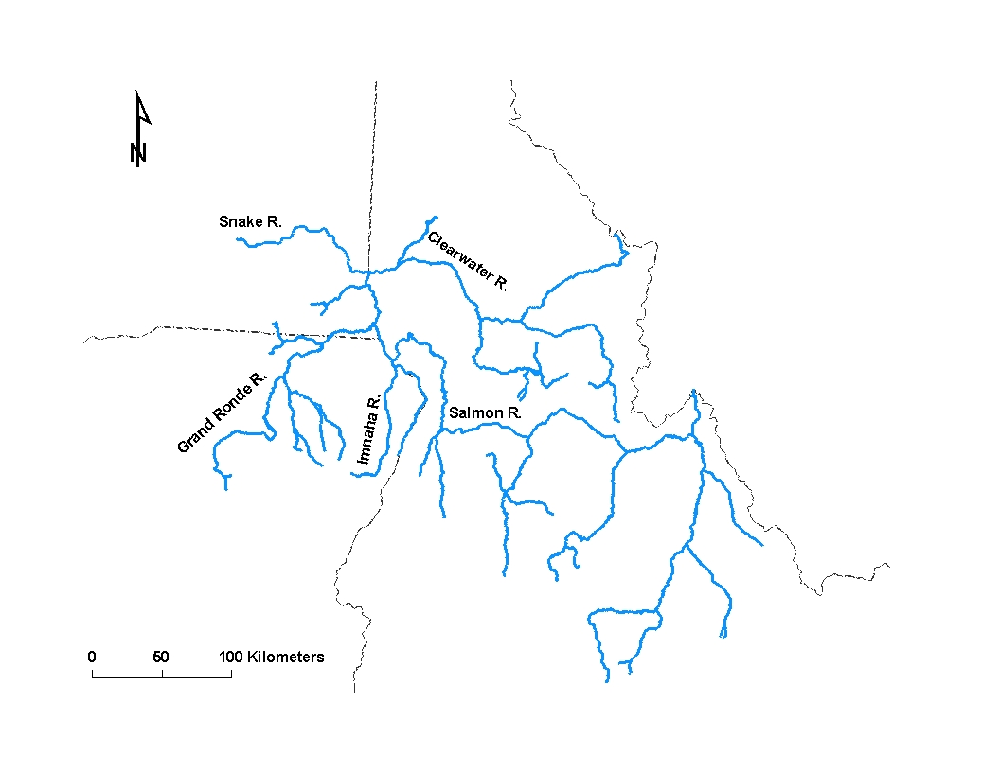 N
Snake R.
Clearwater R.
Grand Ronde R.
Imnaha R.
Salmon R.
0 50 100 Kilometers